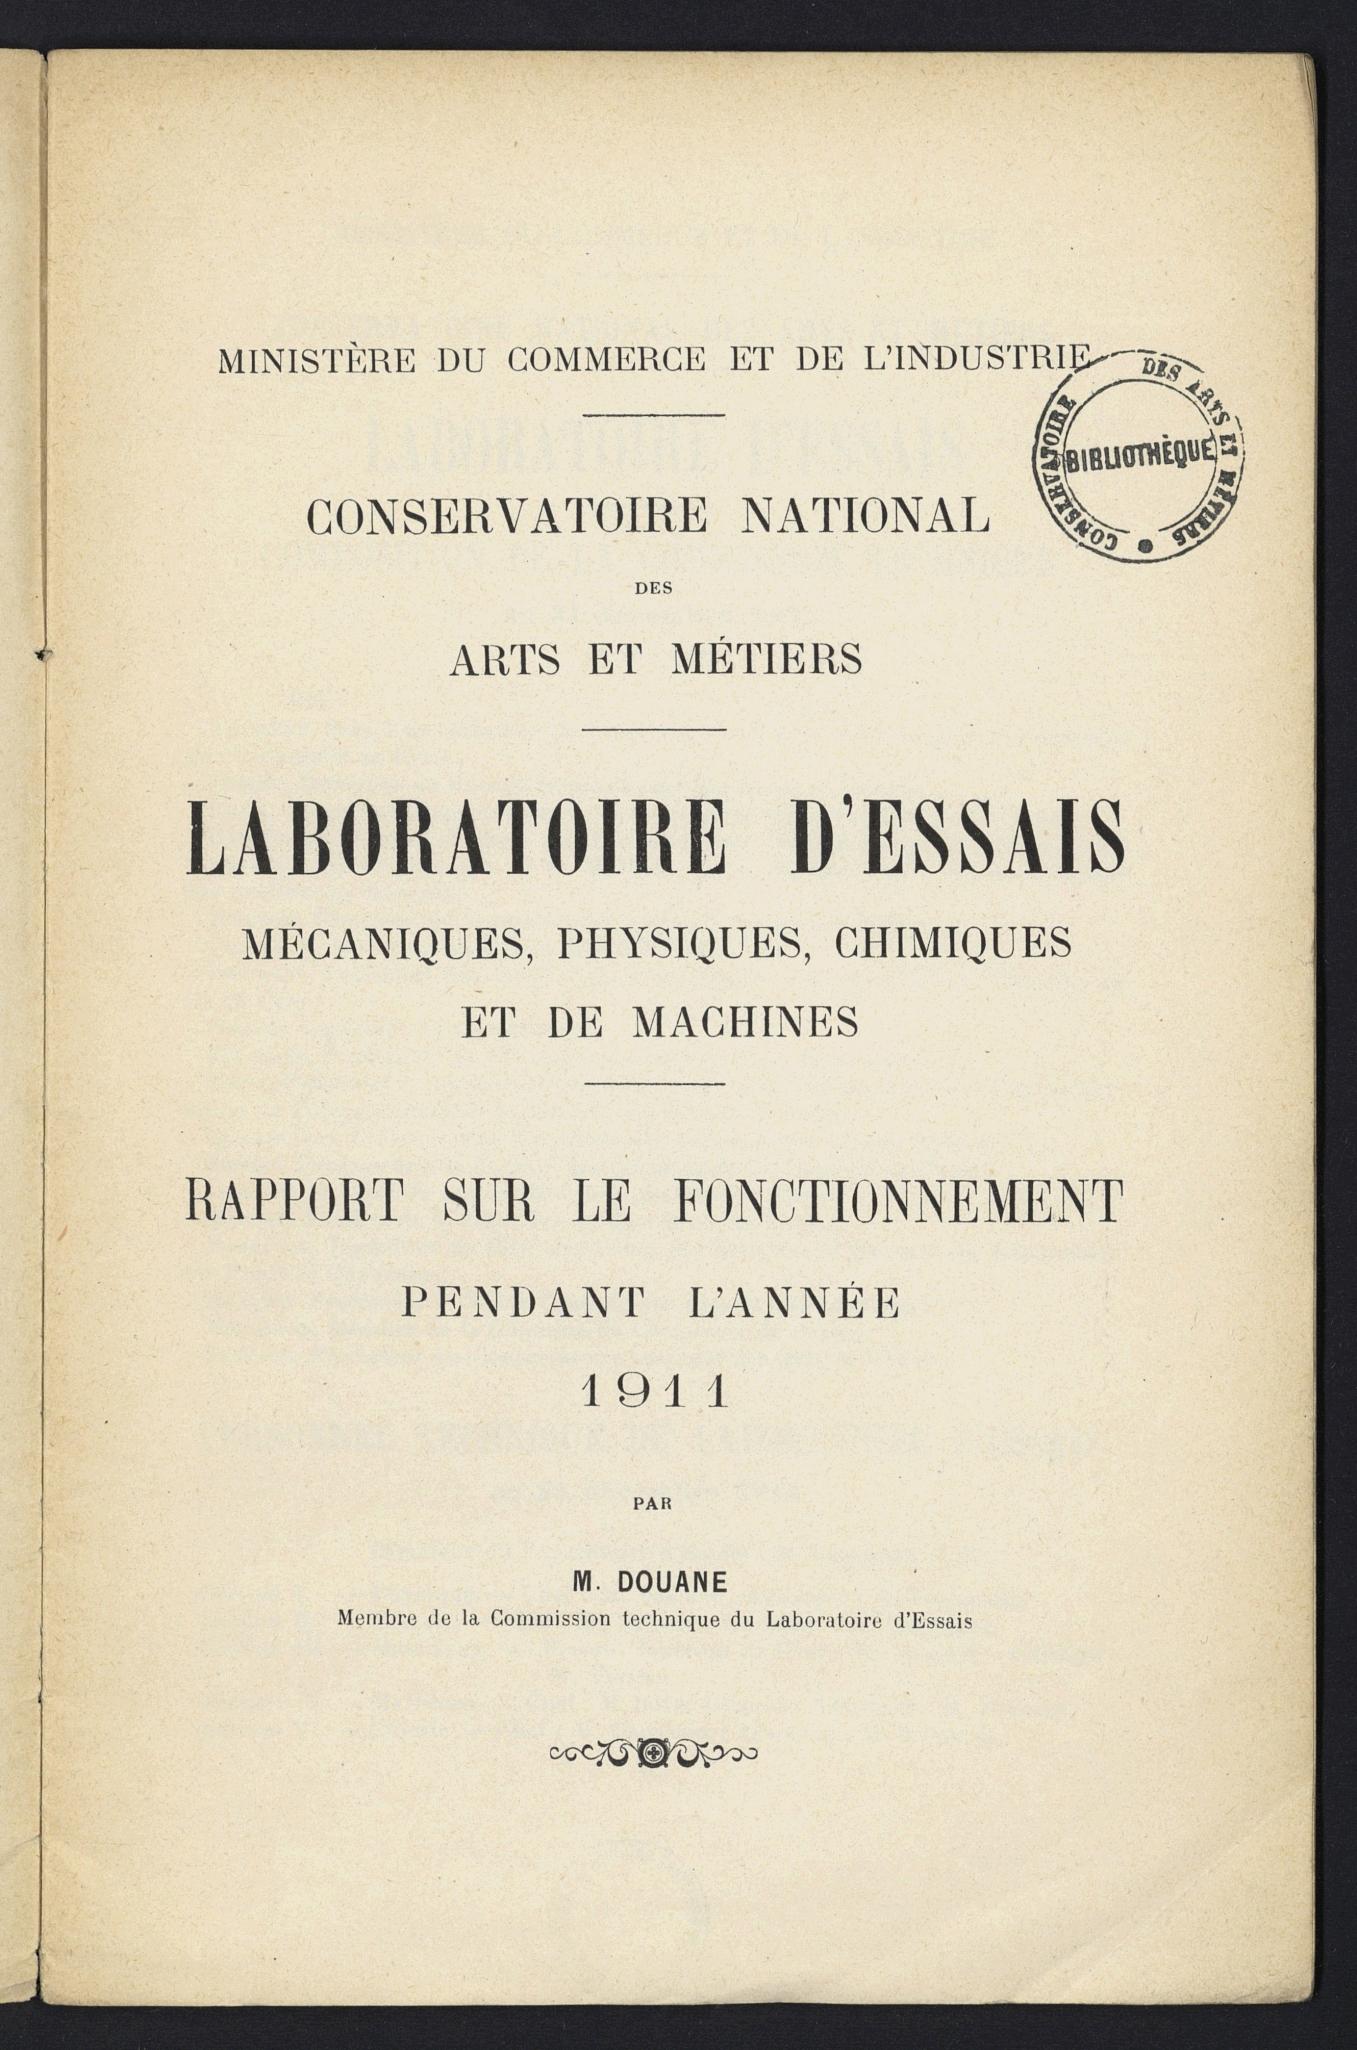 MINISTÈRE DU COMMERCE ET DE L'INDUSTRIE
CONSERVATOIRE DES ARTS ET MÉTIERS
BIBLIOTHÈQUE
CONSERVATOIRE NATIONAL
DES
ARTS ET MÉTIERS
LABORATOIRE D'ESSAIS
MÉCANIQUES, PHYSIQUES, CHIMIQUES
ET DE MACHINES
RAPPORT SUR LE FONCTIONNEMENT
PENDANT L'ANNÉE
1911
PAR
M. DOUANE
Membre de la Commission technique du Laboratoire d'Essais